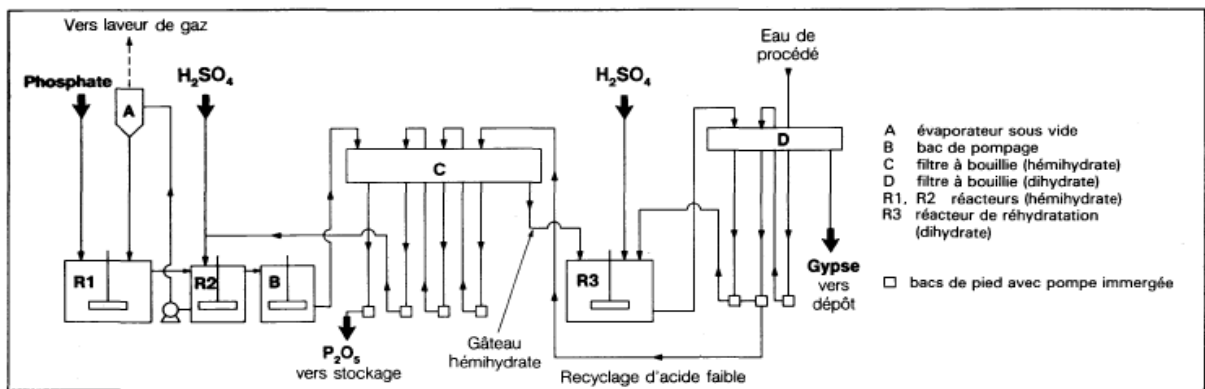 Vers laveur de gaz
Phosphate
H₂SO₄
A
H₂SO₄
Eau de
procédé
C
D
R1
R2
B
R3
P₂O₅
vers stockage
Gâteau
hémihydrate
Recyclage d'acide faible
Gypse
vers
dépôt
A évaporateur sous vide
B bac de pompage
C filtre à bouillie (hémihydrate)
D filtre à bouillie (dihydrate)
R1, R2 réacteurs (hémihydrate)
R3 réacteur de réhydratation
(dihydrate)
bacs de pied avec pompe immergée